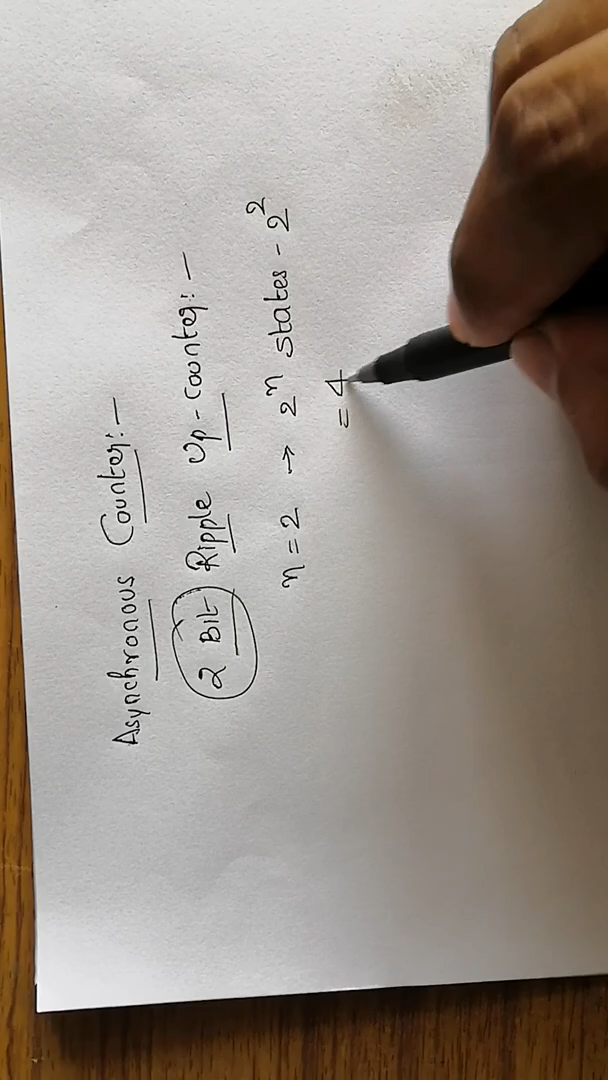 Asynchronous Counter:-
2 Bit Ripple Up-counter:-
n = 2 → 2ⁿ states - 2²
= 4